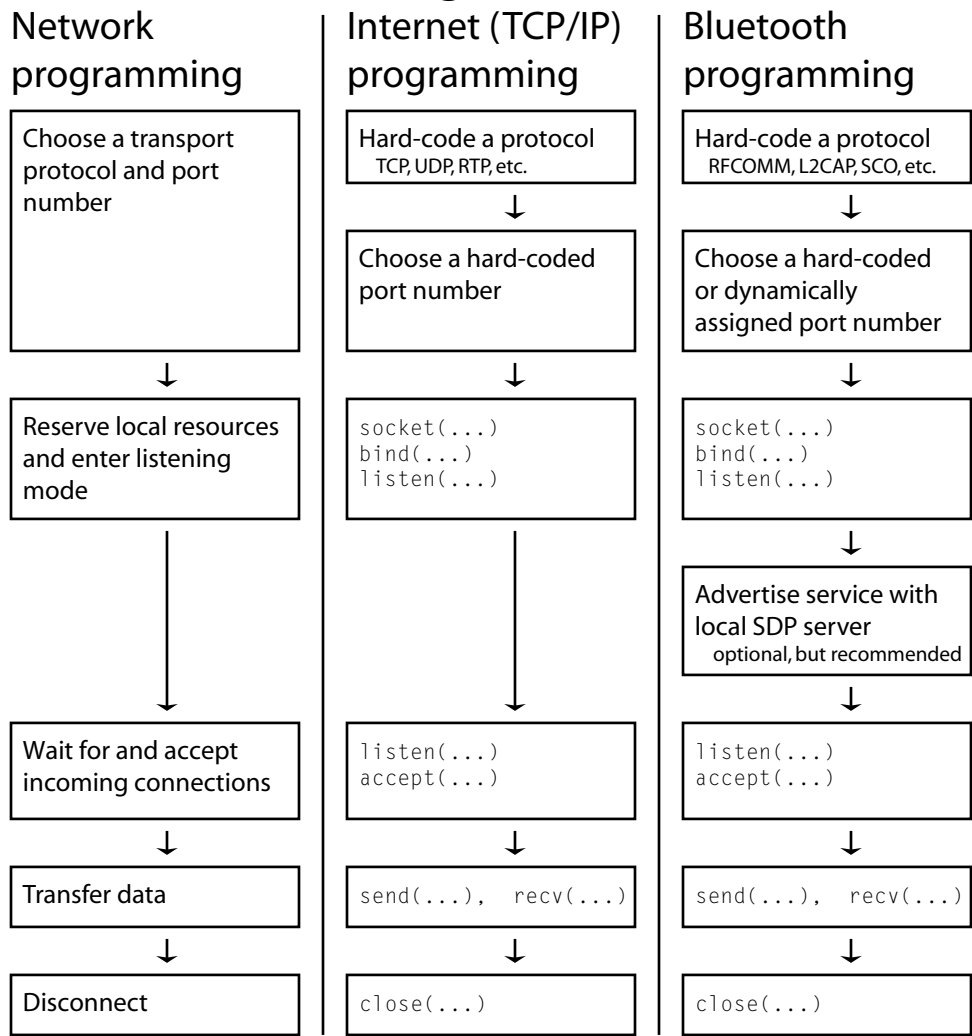 Network
programming
Choose a transport
protocol and port
number
Reserve local resources
and enter listening
mode
Wait for and accept
incoming connections
Transfer data
Disconnect
Internet (TCP/IP)
programming
Hard-code a protocol
TCP, UDP, RTP, etc.
Choose a hard-coded
port number
socket(...)
bind(...)
listen(...)
listen(...)
accept(...)
send(...), recv(...)
close(...)
Bluetooth
programming
Hard-code a protocol
RFCOMM, L2CAP, SCO, etc.
Choose a hard-coded
or dynamically
assigned port number
socket(...)
bind(...)
listen(...)
Advertise service with
local SDP server
optional, but recommended
listen(...)
accept(...)
send(...), recv(...)
close(...)